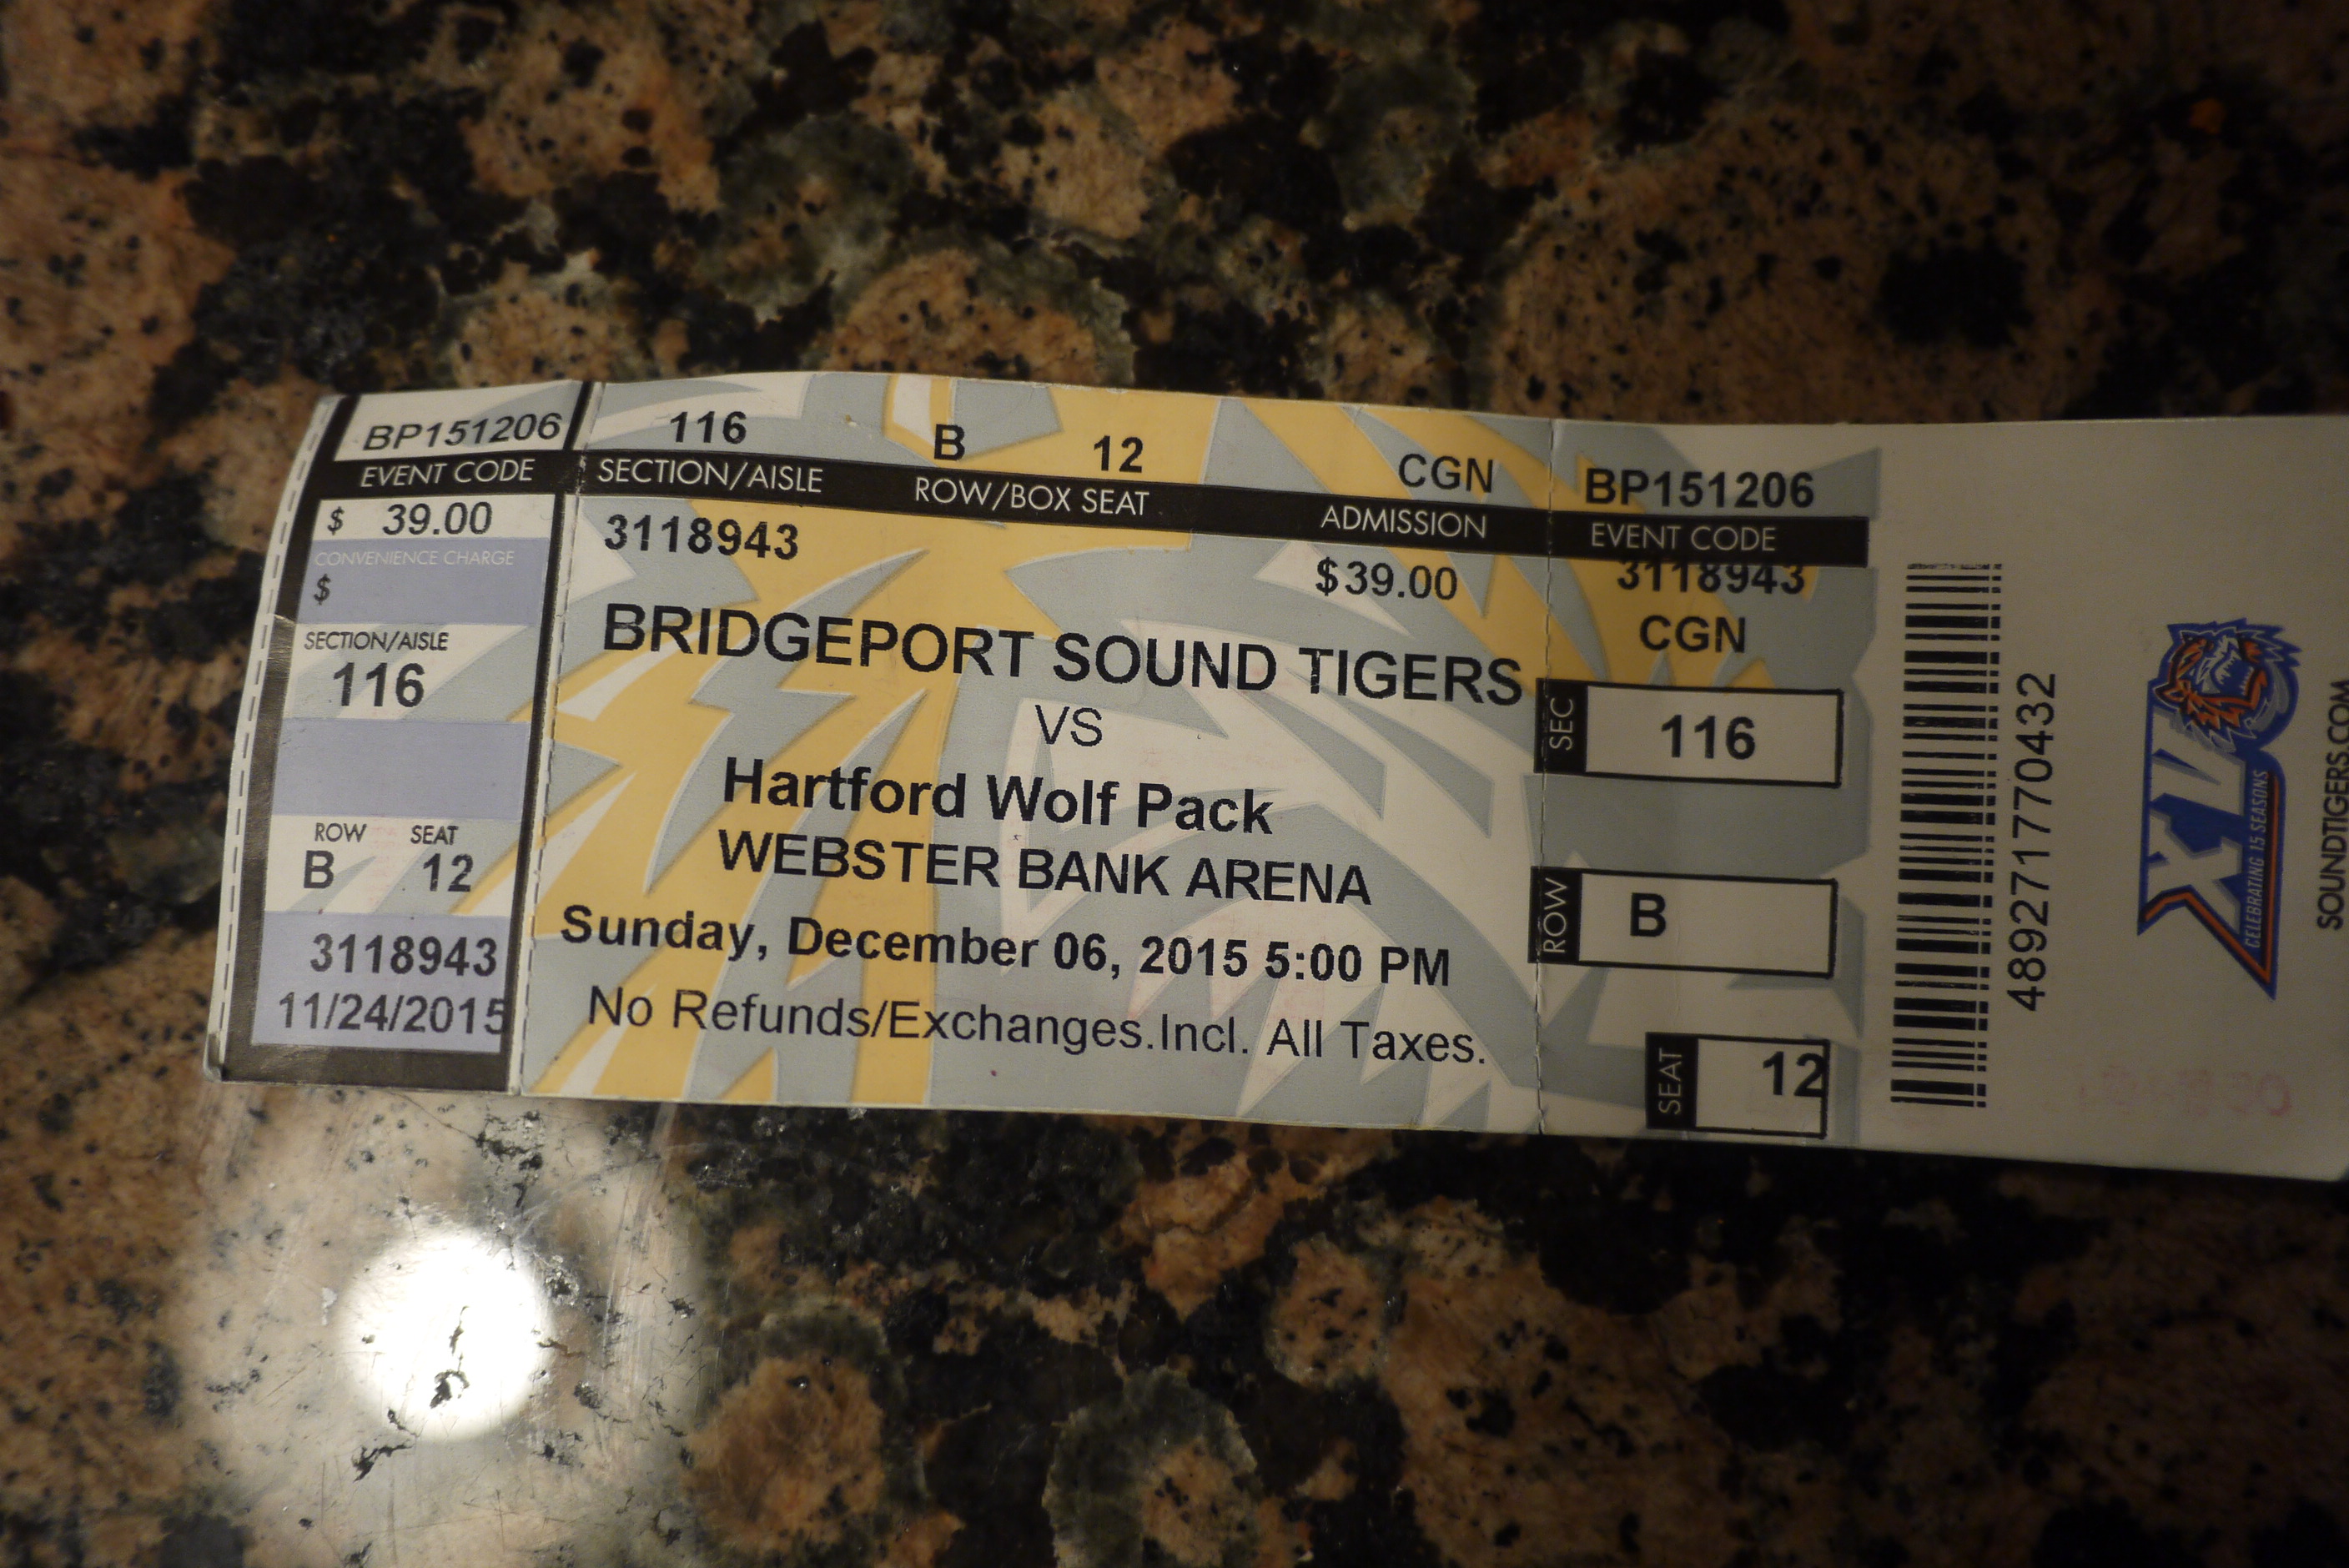 BP151206
EVENT CODE
$ 39.00
CONVENIENCE CHARGE
$
SECTION/AISLE
116
ROW SEAT
B 12
3118943
11/24/2015
116 B 12 CGN
SECTION/AISLE ROW/BOX SEAT ADMISSION
3118943 $39.00
BRIDGEPORT SOUND TIGERS
VS
Hartford Wolf Pack
WEBSTER BANK ARENA
Sunday, December 06, 2015 5:00 PM
No Refunds/Exchanges.Incl. All Taxes.
BP151206
EVENT CODE
3118943
CGN
SEC 116
ROW B
SEAT 12
489271770432
XV
CELEBRATING 15 SEASONS
SOUNDTIGERS.COM